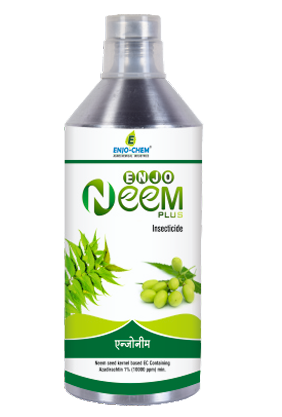 E
ENJO-CHEM
ENJO
Neem
PLUS
Insecticide
एन्जोनीम
Neem seed kernel based EC Containing
Azadirachtin 1% (10000 ppm) min.